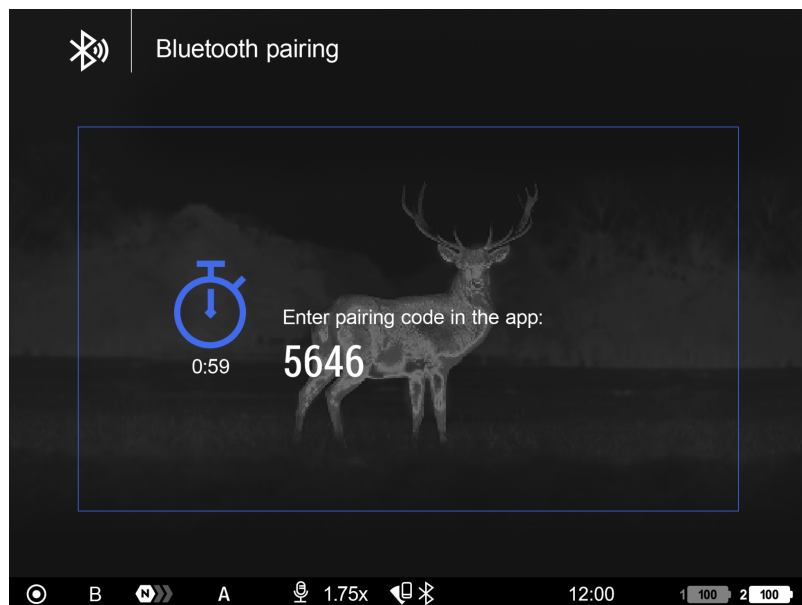 Bluetooth pairing
Enter pairing code in the app:
0:59
5646
B N A 1.75x 12:00 1 100 2 100